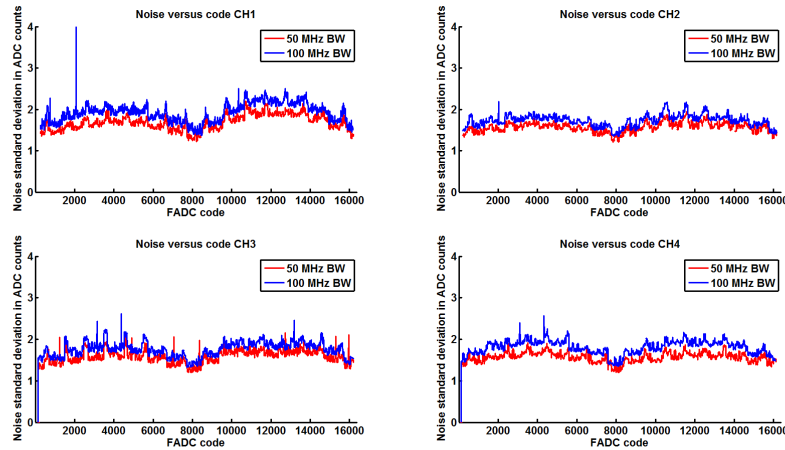 Noise versus code CH1
Noise standard deviation in ADC counts
4
3
2
1
0
50 MHz BW
100 MHz BW
2000 4000 6000 8000 10000 12000 14000 16000
FADC code
Noise versus code CH2
Noise standard deviation in ADC counts
4
3
2
1
0
50 MHz BW
100 MHz BW
2000 4000 6000 8000 10000 12000 14000 16000
FADC code
Noise versus code CH3
Noise standard deviation in ADC counts
4
3
2
1
0
50 MHz BW
100 MHz BW
2000 4000 6000 8000 10000 12000 14000 16000
FADC code
Noise versus code CH4
Noise standard deviation in ADC counts
4
3
2
1
0
50 MHz BW
100 MHz BW
2000 4000 6000 8000 10000 12000 14000 16000
FADC code